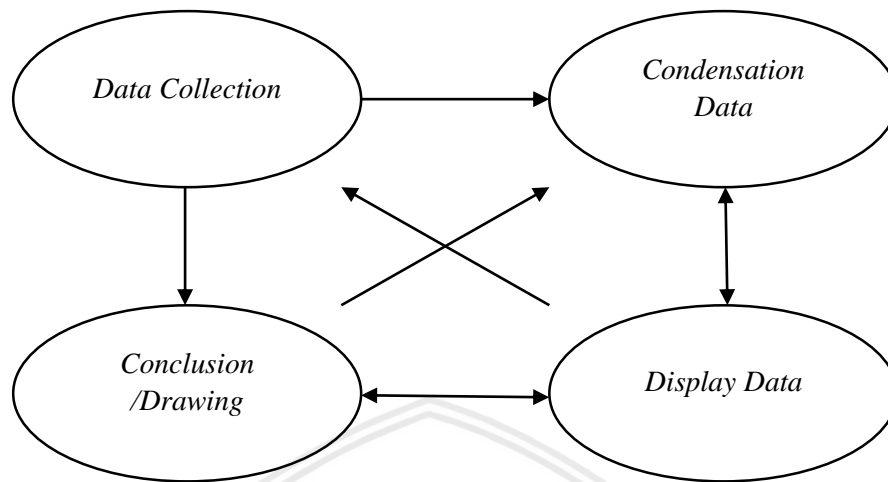 Data Collection
Condensation
Data
Conclusion
/Drawing
Display Data